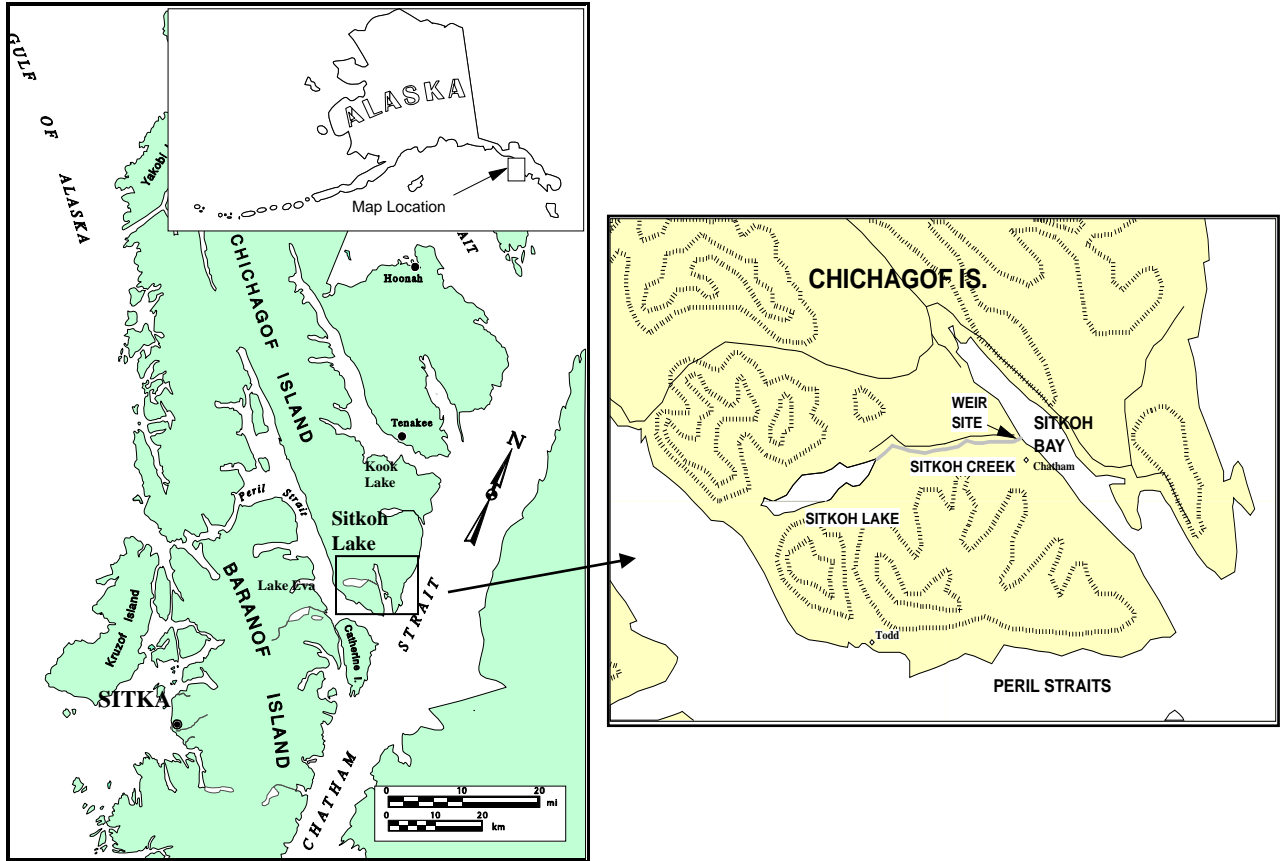 GULF
OF
ALASKA
ALASKA
Map Location
CHICAGOF
ISLAND
Hoonah
Tenakee
Kook
Lake
Peril
Strait
Sitkoh
Lake
N
Lake Eva
BARANOF
ISLAND
Kruzof Island
Catherine I.
SITKA
CHATHAM
STRAIT
0 10 20
mi
0 10 20
km
CHICHAGOF IS.
WEIR
SITE
SITKOH
BAY
SITKOH CREEK
Chatham
SITKOH LAKE
Todd
PERIL STRAITS